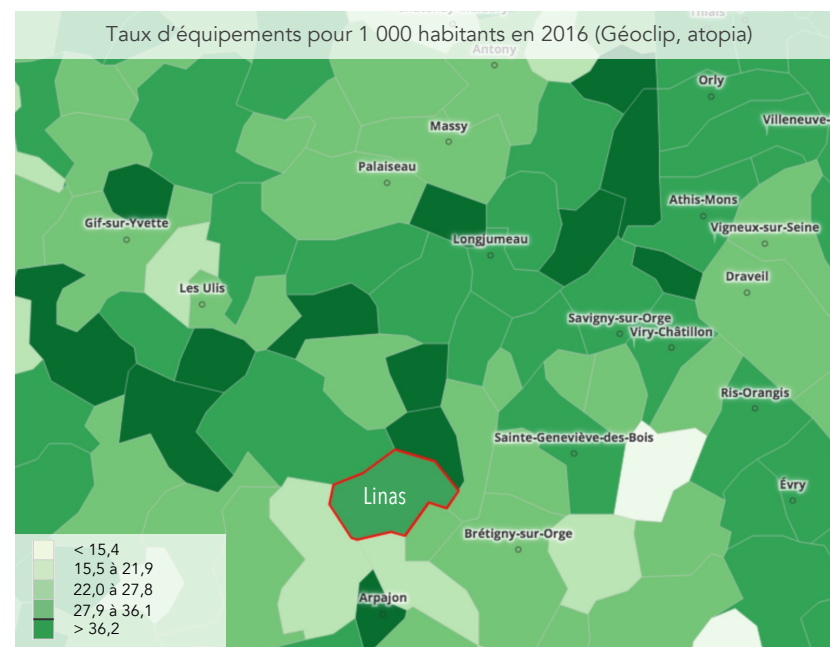 Taux d’équipements pour 1 000 habitants en 2016 (Géoclip, atopia)
Thiais
Antony
Orly
Massy
Villeneuve-
Palaiseau
Athis-Mons
Gif-sur-Yvette
Vigneux-sur-Seine
Longjumeau
Draveil
Les Ulis
Savigny-sur-Orge
Viry-Châtillon
Ris-Orangis
Sainte-Geneviève-des-Bois
Évry
Linas
Brétigny-sur-Orge
Arpajon
< 15,4
15,5 à 21,9
22,0 à 27,8
27,9 à 36,1
> 36,2